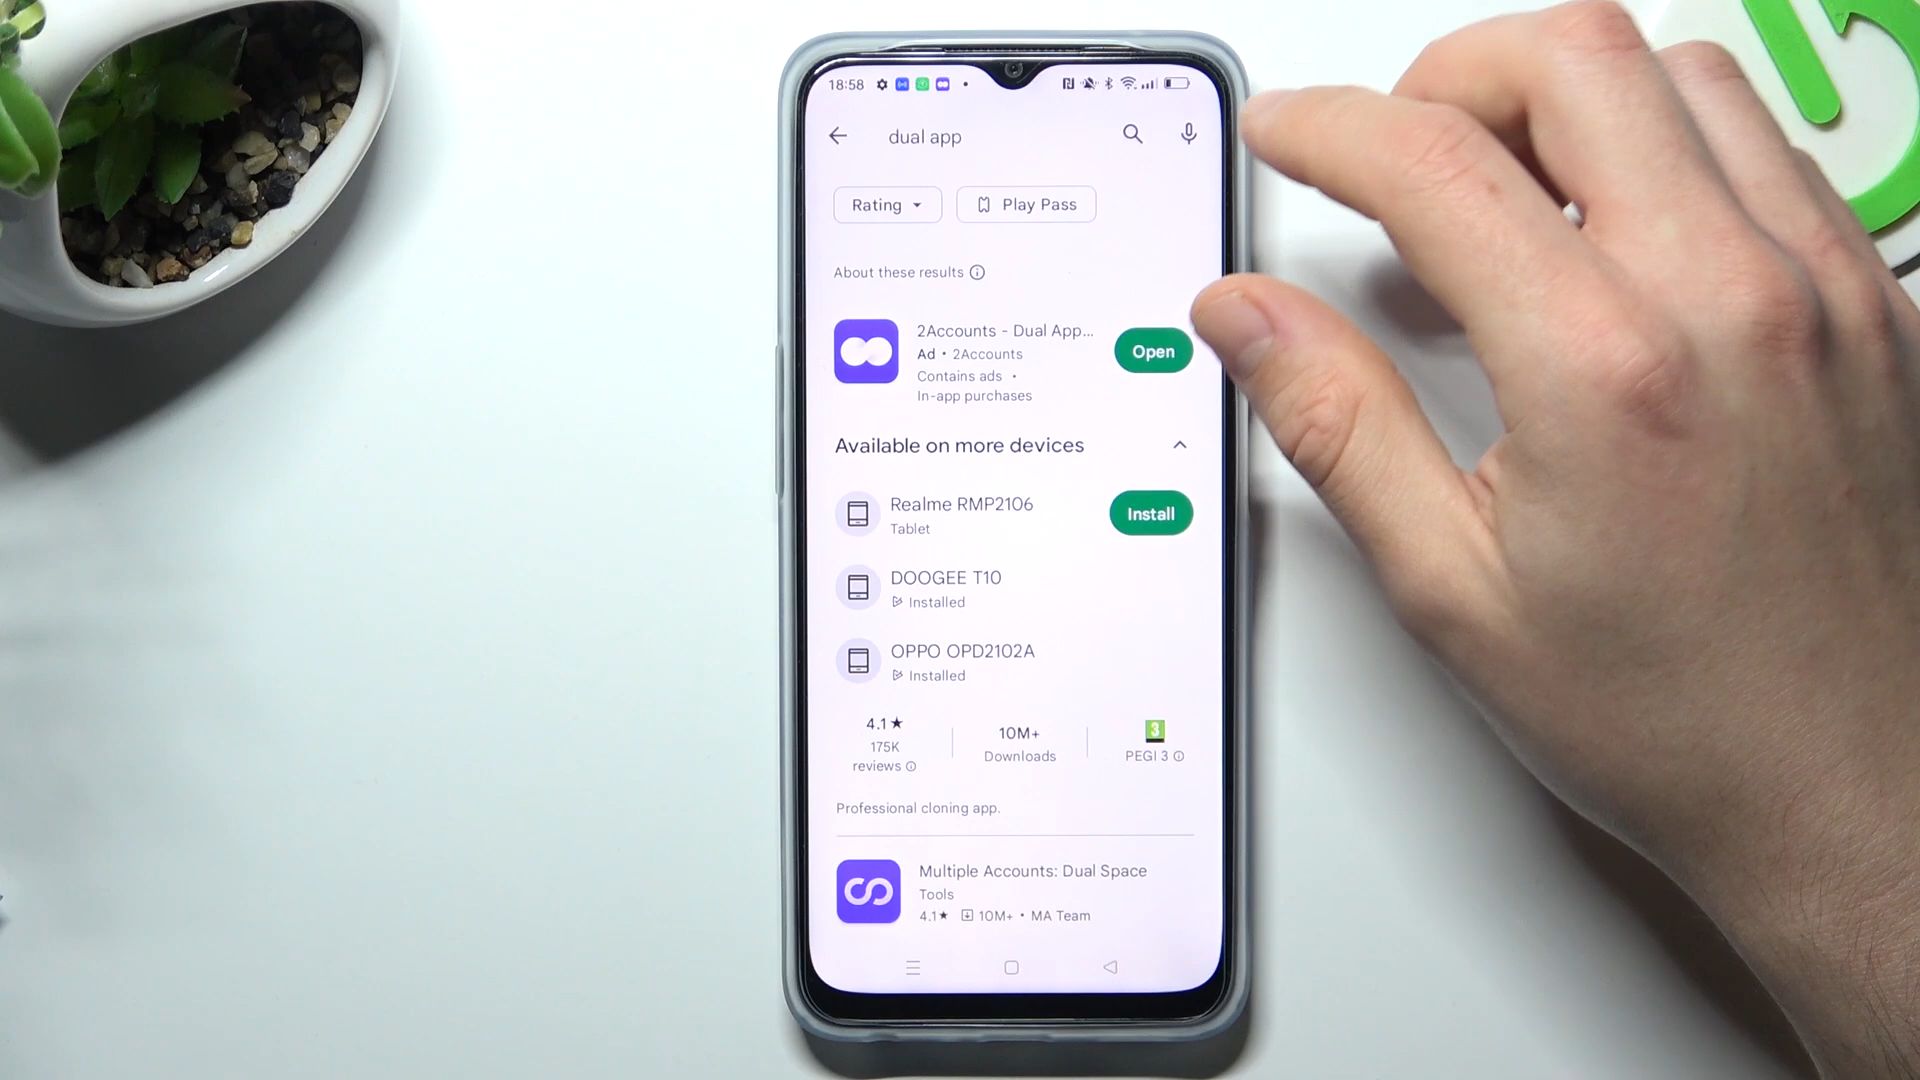 18:58
dual app
Rating
Play Pass
About these results
2Accounts - Dual App...
Ad • 2Accounts
Contains ads •
In-app purchases
Open
Available on more devices
Realme RMP2106
Tablet
Install
DOOGEE T10
Installed
OPPO OPD2102A
Installed
4.1★
175K
reviews
10M+
Downloads
3
PEGI 3
Professional cloning app.
Multiple Accounts: Dual Space
Tools
4.1★ 10M+ • MA Team